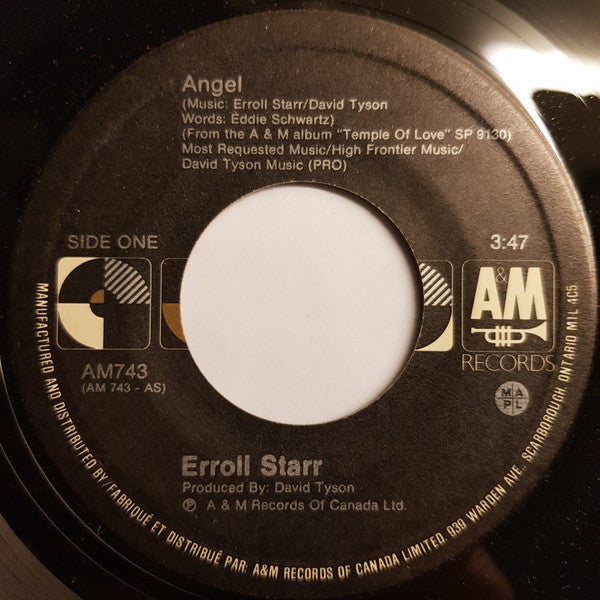 Angel
(Music: Erroll Starr/David Tyson
Words: Eddie Schwartz)
(From the A & M album "Temple Of Love" SP 9130)
Most Requested Music/High Frontier Music/
David Tyson Music (PRO)
SIDE ONE
3:47
A&M
RECORDS
AM743
(AM 743 - AS)
M A
P L
Erroll Starr
Produced By: David Tyson
Ⓟ A & M Records Of Canada Ltd.
MANUFACTURED AND DISTRIBUTED BY/FABRIQUÉ ET DISTRIBUÉ PAR: A&M RECORDS OF CANADA LIMITED. 939 WARDEN AVE. SCARBOROUGH, ONTARIO M1L 4C5